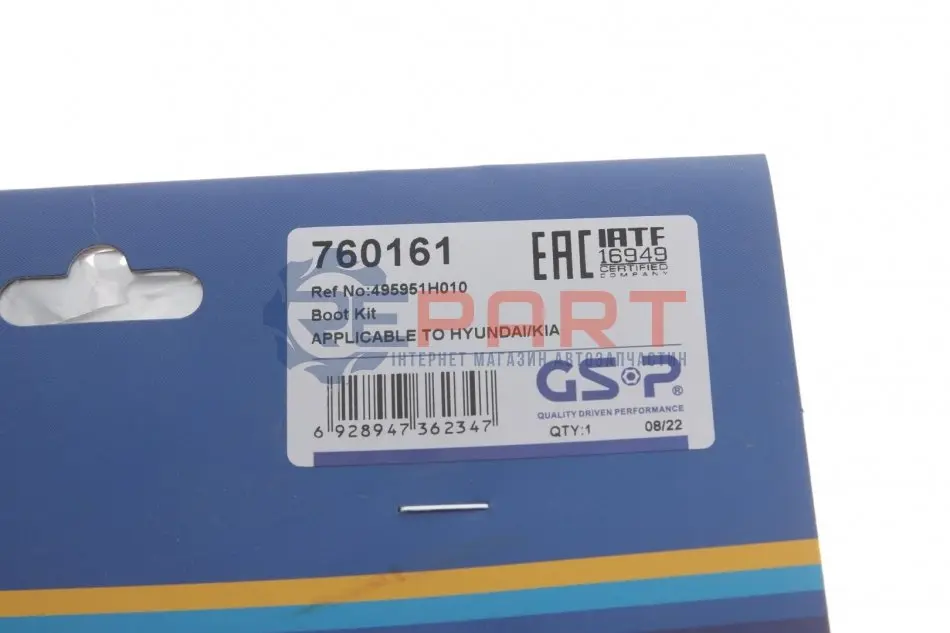 760161
EAC
IATF
16949
CERTIFIED
COMPANY
Ref No:495951H010
Boot Kit
APPLICABLE TO HYUNDAI/KIA
REPART
ІНТЕРНЕТ МАГАЗИН АВТОЗАПЧАСТИН
GSP®
QUALITY DRIVEN PERFORMANCE
6 928947 362347
QTY:1 08/22